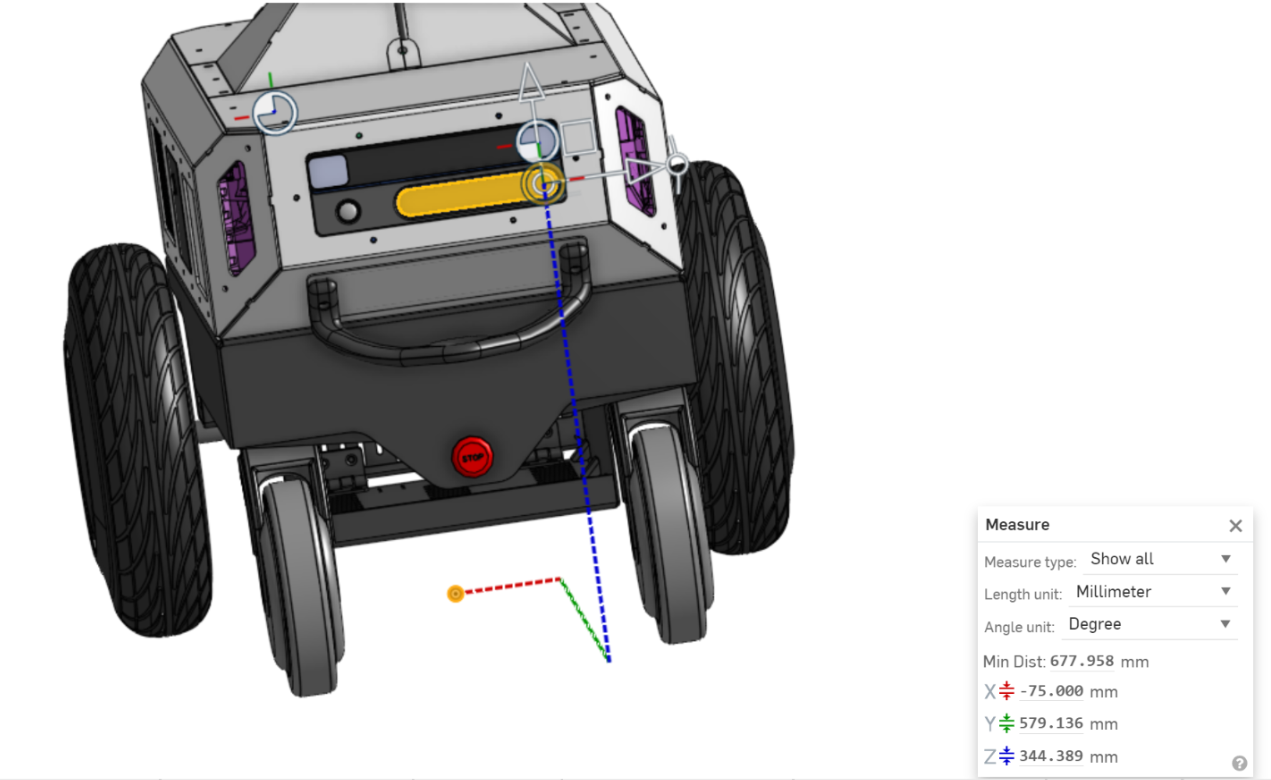 STOP
Measure
Measure type: Show all
Length unit: Millimeter
Angle unit: Degree
Min Dist: 677.958 mm
X -75.000 mm
Y 579.136 mm
Z 344.389 mm
?